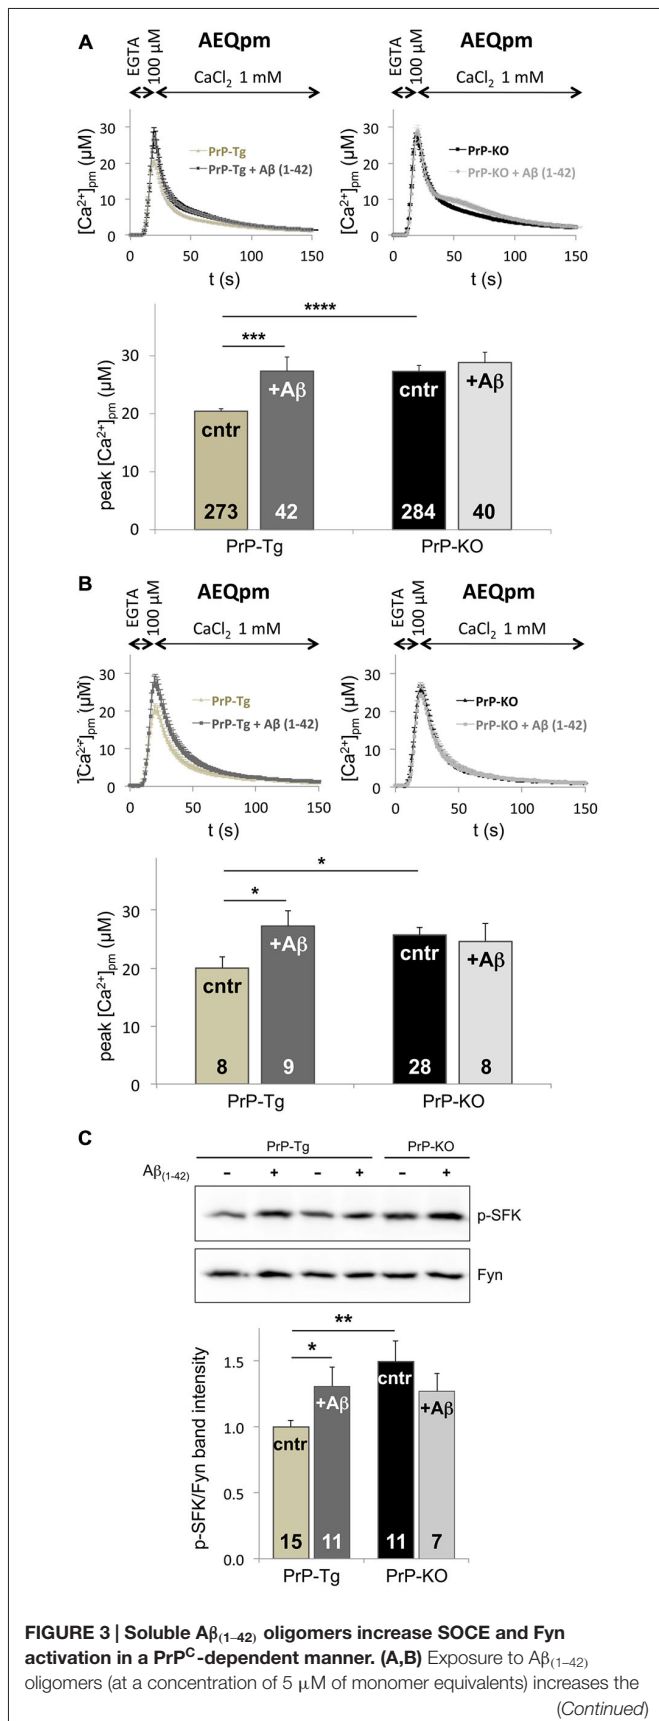 A
AEQpm
AEQpm
EGTA
100 µM
CaCl2 1 mM
EGTA
100 µM
CaCl2 1 mM
[Ca2+]pm (µM)
30
20
10
0
PrP-Tg
PrP-Tg + Aβ (1-42)
0
50
100
150
t (s)
[Ca2+]pm (µM)
30
20
10
0
PrP-KO
PrP-KO + Aβ (1-42)
0
50
100
150
t (s)
peak [Ca2+]pm (µM)
30
20
10
0
****
***
cntr
+Aβ
cntr
+Aβ
273
42
284
40
PrP-Tg
PrP-KO
B
AEQpm
AEQpm
EGTA
100 µM
CaCl2 1 mM
EGTA
100 µM
CaCl2 1 mM
[Ca2+]pm (µM)
30
20
10
0
PrP-Tg
PrP-Tg + Aβ (1-42)
0
50
100
150
t (s)
[Ca2+]pm (µM)
30
20
10
0
PrP-KO
PrP-KO + Aβ (1-42)
0
50
100
150
t (s)
peak [Ca2+]pm (µM)
30
20
10
0
*
*
cntr
+Aβ
cntr
+Aβ
8
9
28
8
PrP-Tg
PrP-KO
C
PrP-Tg
PrP-KO
Aβ(1-42)
- + - + - +
p-SFK
Fyn
p-SFK/Fyn band intensity
1.5
1.0
0.5
0.0
**
*
cntr
+Aβ
cntr
+Aβ
15
11
11
7
PrP-Tg
PrP-KO
FIGURE 3 | Soluble Aβ(1–42) oligomers increase SOCE and Fyn
activation in a PrPC-dependent manner. (A,B) Exposure to Aβ(1–42)
oligomers (at a concentration of 5 µM of monomer equivalents) increases the
(Continued)